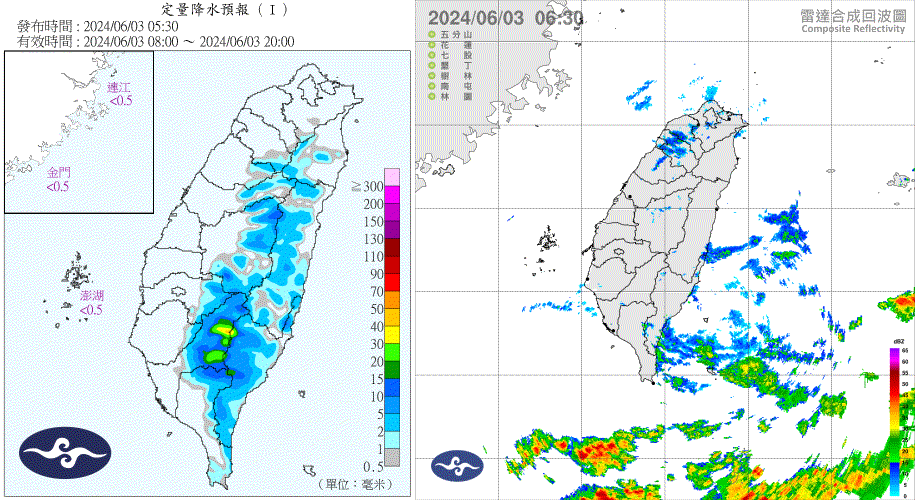 定量降水預報 ( I )
發布時間 : 2024/06/03 05:30
有效時間 : 2024/06/03 08:00 ～ 2024/06/03 20:00
連江
<0.5
金門
<0.5
澎湖
<0.5
≧
300
200
150
130
110
90
70
50
40
30
20
15
10
5
2
1
0.5
(單位：毫米)
2024/06/03 06:30
雷達合成回波圖
Composite Reflectivity
五分山
花蓮
七股
墾丁
樹林
南屯
林園
dBZ
65
60
55
50
45
40
35
30
25
20
15
10
5